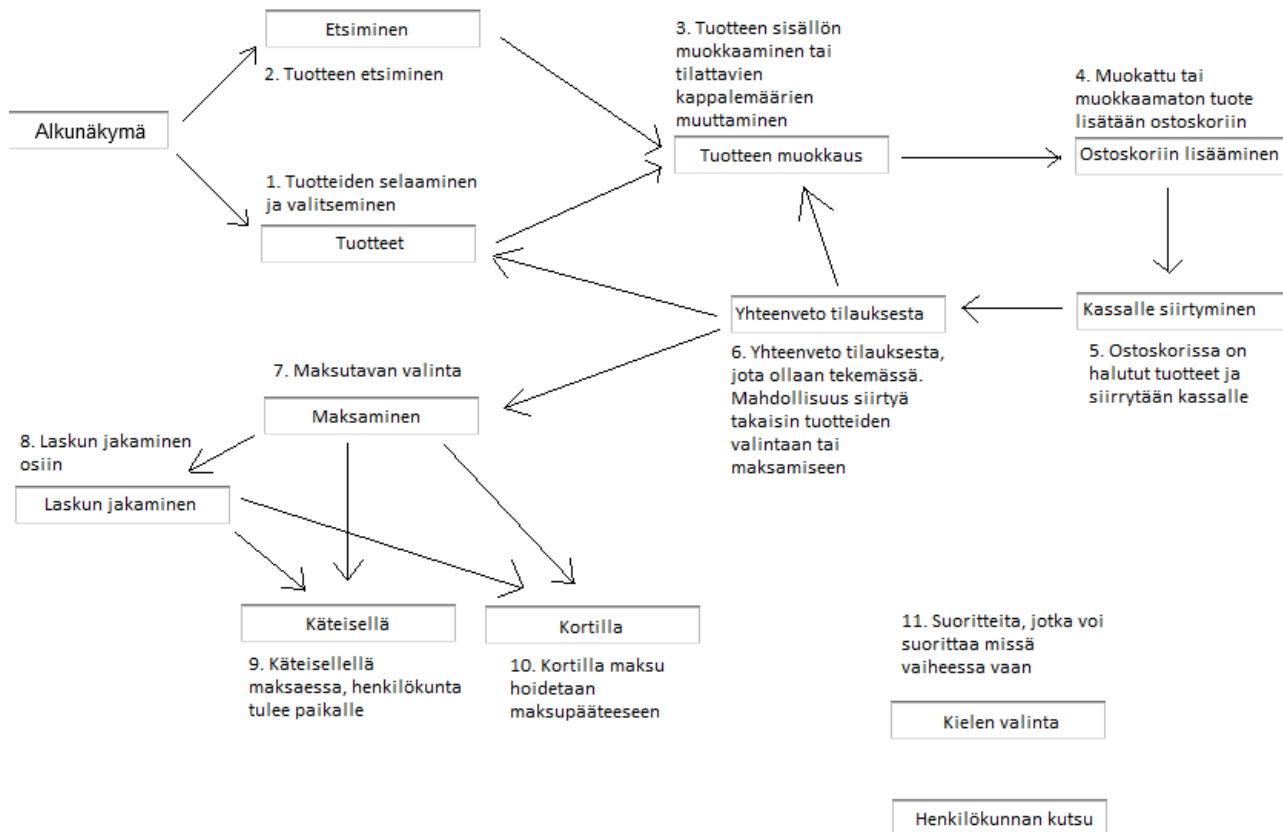 Etsiminen
2. Tuotteen etsiminen
Alkunäkymä
1. Tuotteiden selaaminen
ja valitseminen
Tuotteet
3. Tuotteen sisällön
muokkaaminen tai
tilattavien
kappalemäärien
muuttaminen
Tuotteen muokkaus
4. Muokattu tai
muokkaamaton tuote
lisätään ostoskoriin
Ostoskoriin lisääminen
Kassalle siirtyminen
5. Ostoskorissa on
halutut tuotteet ja
siirrytään kassalle
Yhteenveto tilauksesta
6. Yhteenveto tilauksesta,
jota ollaan tekemässä.
Mahdollisuus siirtyä
takaisin tuotteiden
valintaan tai
maksamiseen
7. Maksutavan valinta
Maksaminen
8. Laskun jakaminen
osiin
Laskun jakaminen
Käteisellä
9. Käteisellellä
maksaessa, henkilökunta
tulee paikalle
Kortilla
10. Kortilla maksu
hoidetaan
maksupääteeseen
11. Suoritteita, jotka voi
suorittaa missä
vaiheessa vaan
Kielen valinta
Henkilökunnan kutsu